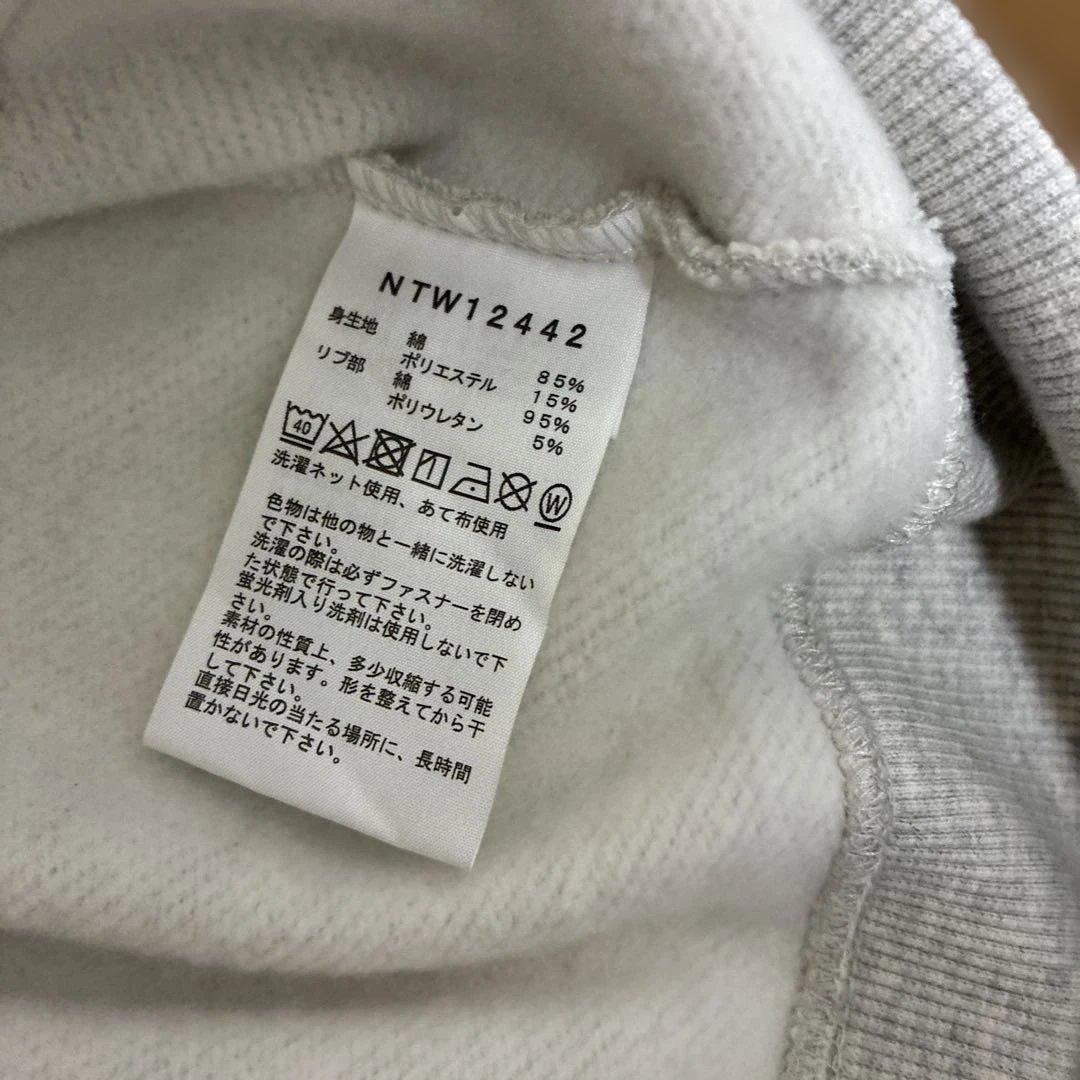 NTW12442
身生地 綿 85%
ポリエステル 15%
リブ部 綿 95%
ポリウレタン 5%
40 W
洗濯ネット使用、あて布使用
色物は他の物と一緒に洗濯しない
で下さい。
洗濯の際は必ずファスナーを閉め
た状態で行って下さい。
蛍光剤入り洗剤は使用しないで下
さい。
素材の性質上、多少収縮する可能
性があります。形を整えてから干
して下さい。
直接日光の当たる場所に、長時間
置かないで下さい。